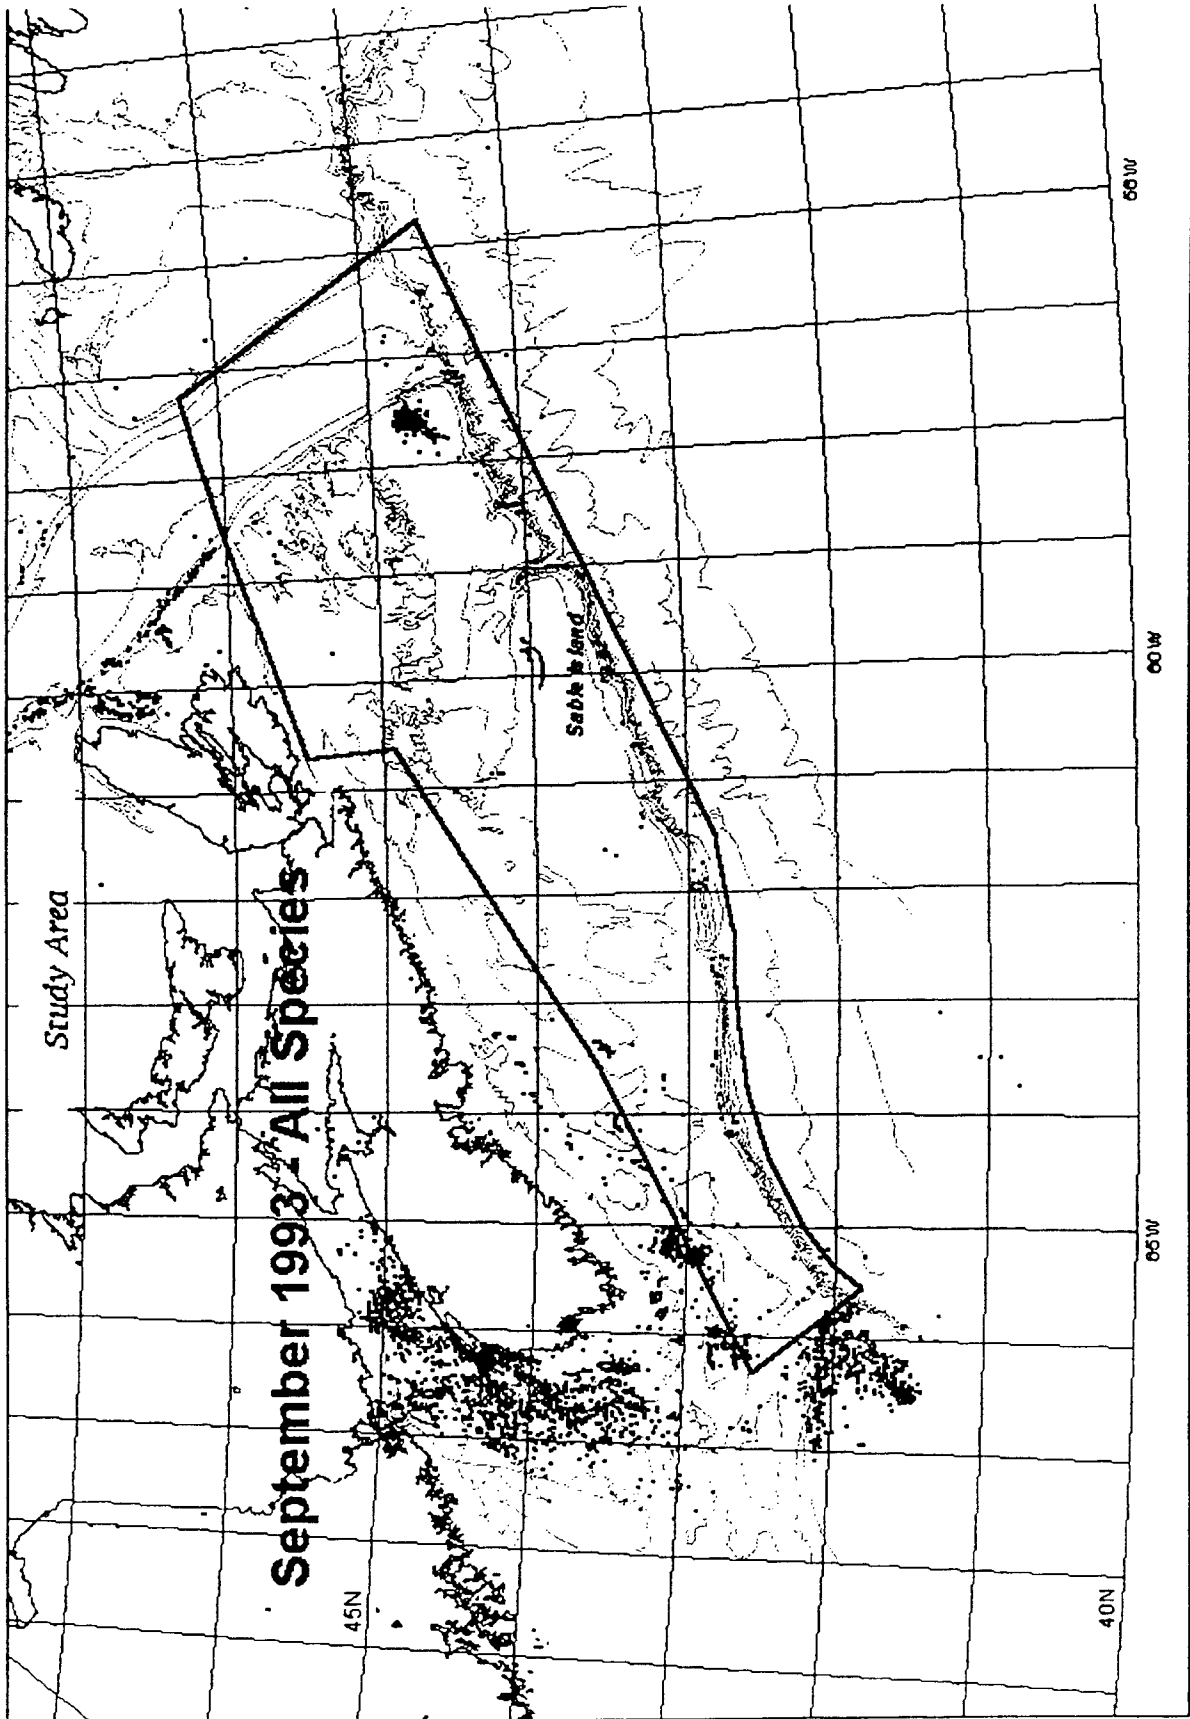 Study Area
September 1993 - All Species
Sable Island
45N
40N
65W
60W
56W